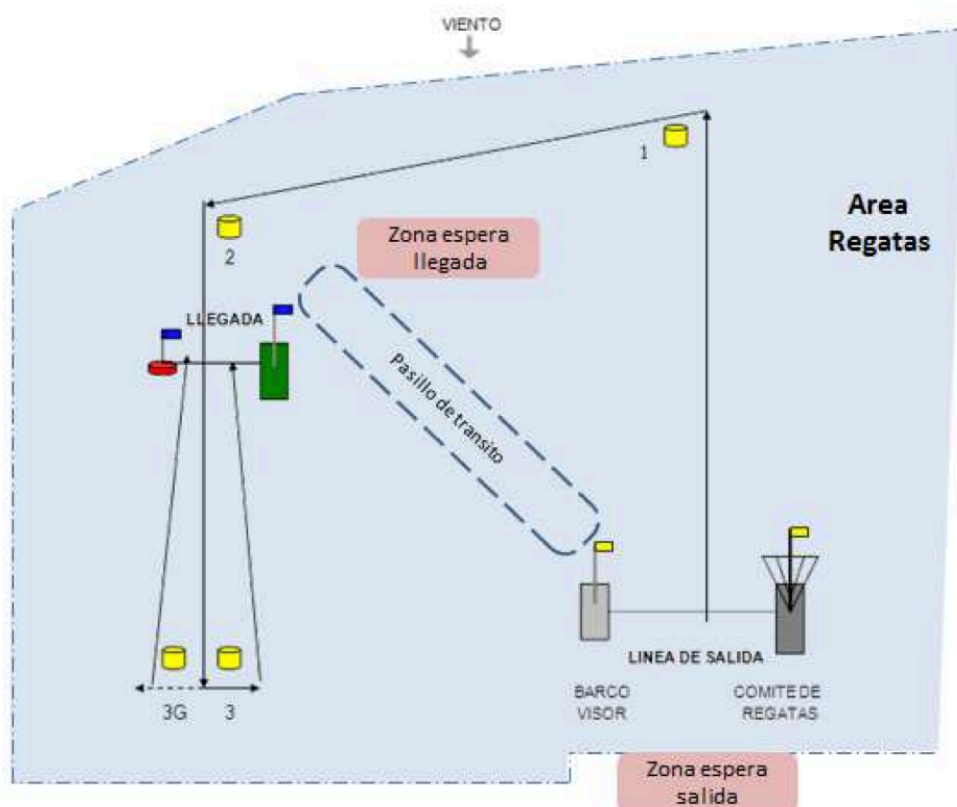 VIENTO
1
Area
Regatas
Zona espera
llegada
2
LLEGADA
Pasillo de transito
LINEA DE SALIDA
3G
3
BARCO
VISOR
COMITE DE
REGATAS
Zona espera
salida